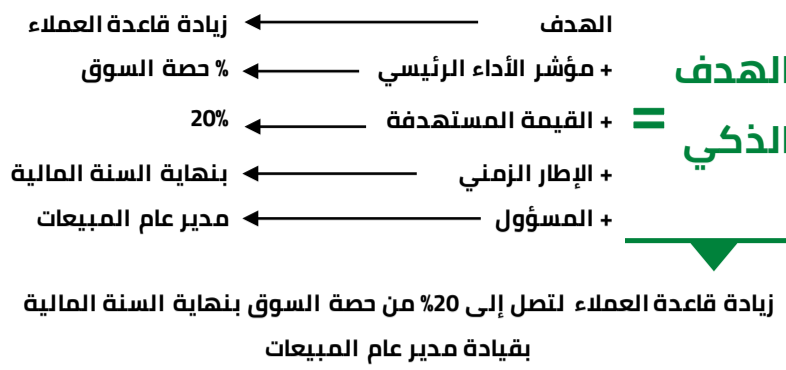 الهدف الذكي =
الهدف ← زيادة قاعدة العملاء
+ مؤشر الأداء الرئيسي ← % حصة السوق
+ القيمة المستهدفة ← 20%
+ الإطار الزمني ← بنهاية السنة المالية
+ المسؤول ← مدير عام المبيعات
زيادة قاعدة العملاء لتصل إلى 20% من حصة السوق بنهاية السنة المالية
بقيادة مدير عام المبيعات